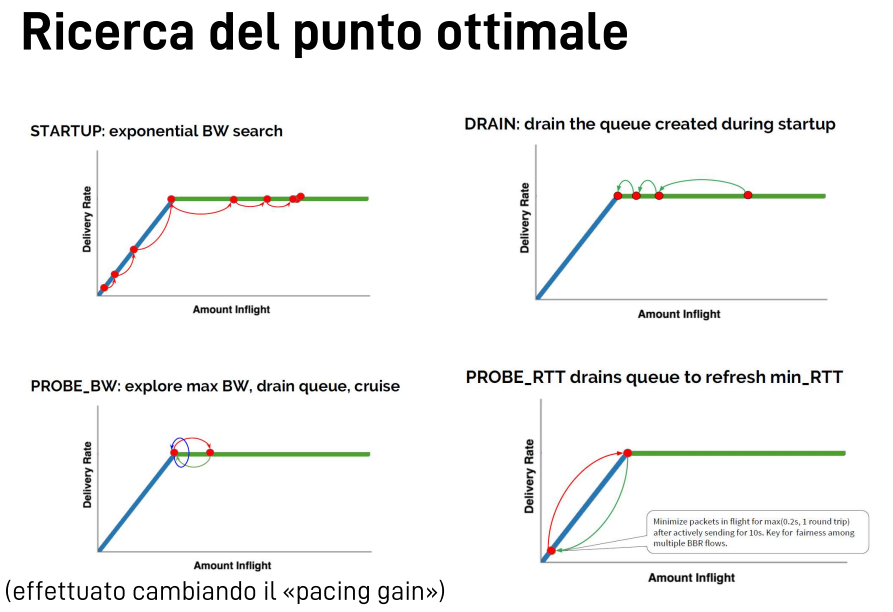 Ricerca del punto ottimale
STARTUP: exponential BW search
Delivery Rate
Amount Inflight
DRAIN: drain the queue created during startup
Delivery Rate
Amount Inflight
PROBE_BW: explore max BW, drain queue, cruise
Delivery Rate
Amount Inflight
PROBE_RTT drains queue to refresh min_RTT
Delivery Rate
Minimize packets in flight for max(0.2s, 1 round trip)
after actively sending for 10s. Key for fairness among
multiple BBR flows.
Amount Inflight
(effettuato cambiando il «pacing gain»)